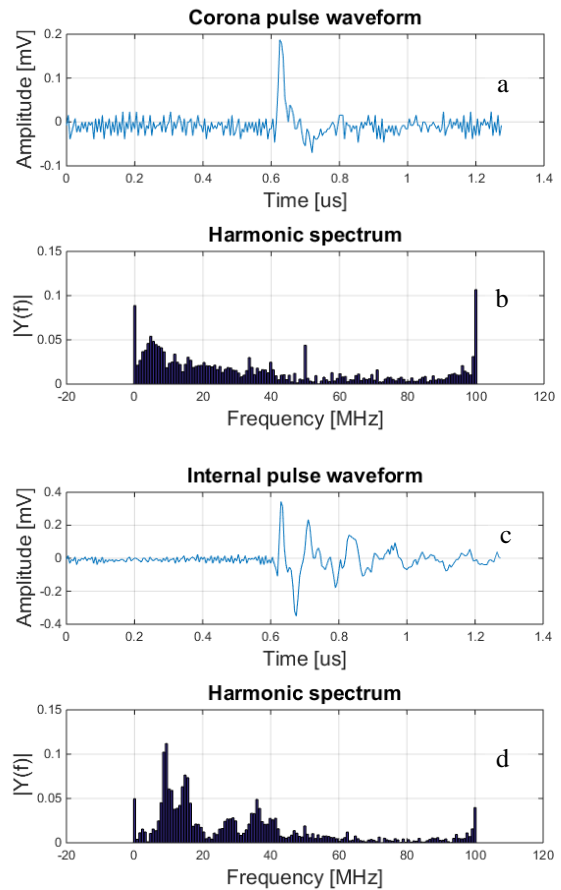 Corona pulse waveform
Amplitude [mV]
0.2
0.1
0
-0.1
a
0 0.2 0.4 0.6 0.8 1 1.2 1.4
Time [us]
Harmonic spectrum
|Y(f)|
0.15
0.1
0.05
0
b
-20 0 20 40 60 80 100 120
Frequency [MHz]
Internal pulse waveform
Amplitude [mV]
0.4
0.2
0
-0.2
-0.4
c
0 0.2 0.4 0.6 0.8 1 1.2 1.4
Time [us]
Harmonic spectrum
|Y(f)|
0.15
0.1
0.05
0
d
-20 0 20 40 60 80 100 120
Frequency [MHz]